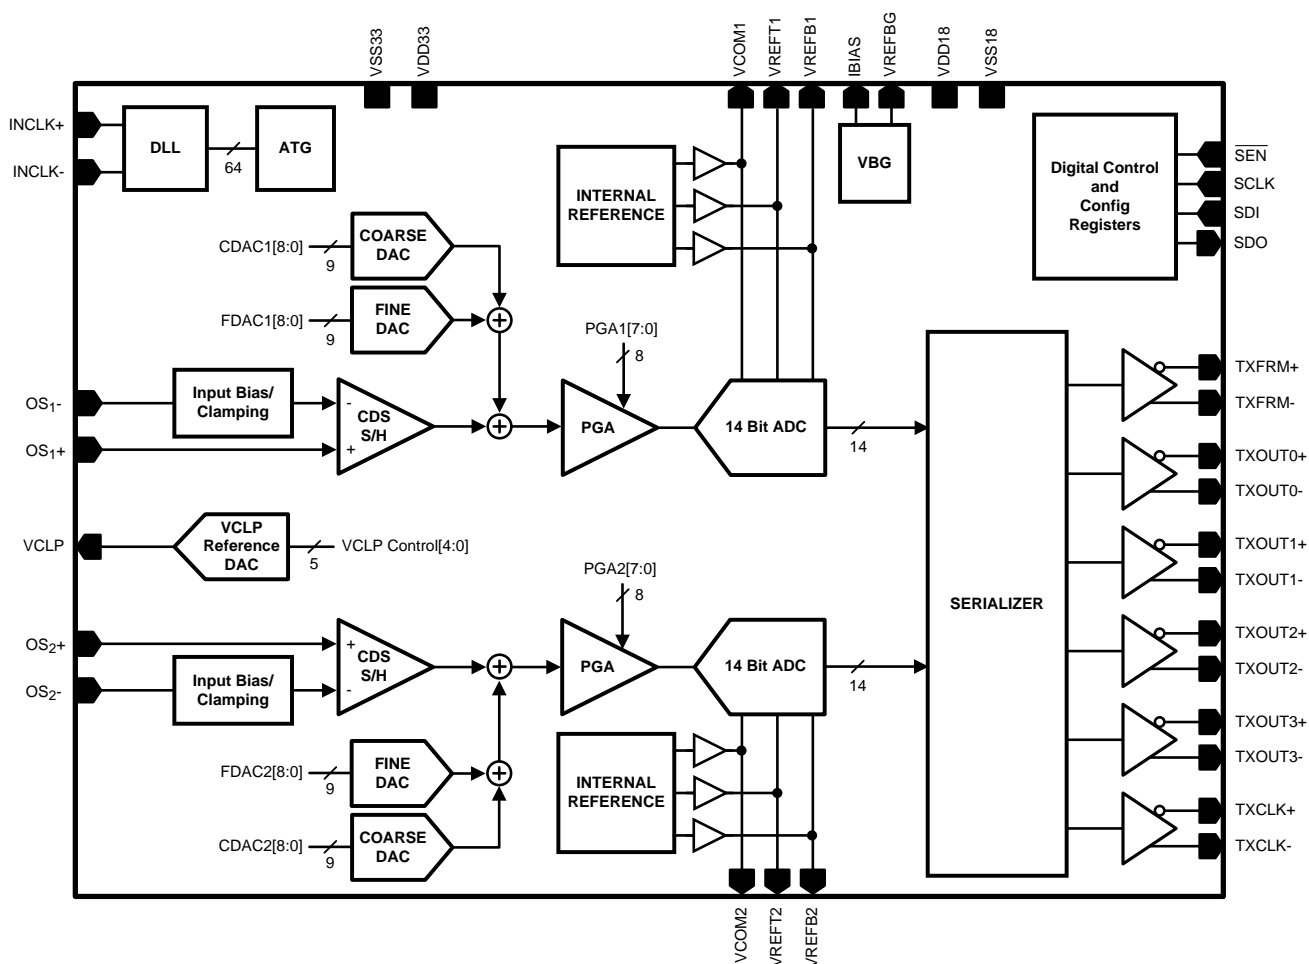 VSS33
VDD33
VCOM1
VREFT1
VREFB1
IBIAS
VREFBG
VDD18
VSS18
INCLK+
INCLK-
DLL
64
ATG
INTERNAL
REFERENCE
VBG
Digital Control
and
Config
Registers
SEN
SCLK
SDI
SDO
CDAC1[8:0]
9
COARSE
DAC
FDAC1[8:0]
9
FINE
DAC
+
PGA1[7:0]
8
OS1-
OS1+
Input Bias/
Clamping
-
+
CDS
S/H
+
PGA
14 Bit ADC
14
VCLP
VCLP
Reference
DAC
5
VCLP Control[4:0]
PGA2[7:0]
8
OS2+
OS2-
Input Bias/
Clamping
+
-
CDS
S/H
+
PGA
14 Bit ADC
14
FDAC2[8:0]
9
FINE
DAC
+
CDAC2[8:0]
9
COARSE
DAC
INTERNAL
REFERENCE
VCOM2
VREFT2
VREFB2
SERIALIZER
TXFRM+
TXFRM-
TXOUT0+
TXOUT0-
TXOUT1+
TXOUT1-
TXOUT2+
TXOUT2-
TXOUT3+
TXOUT3-
TXCLK+
TXCLK-